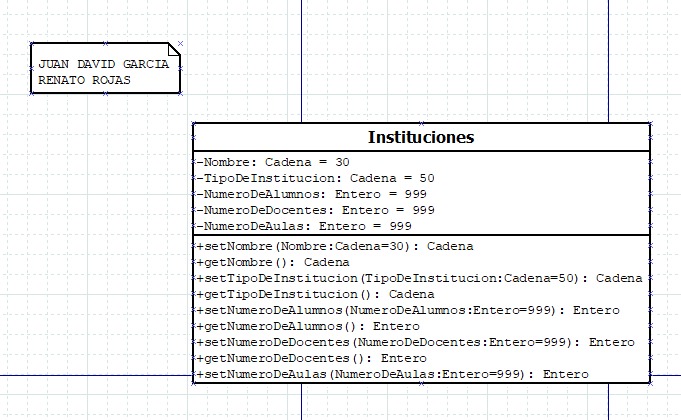 JUAN DAVID GARCIA
RENATO ROJAS
Instituciones
-Nombre: Cadena = 30
-TipoDeInstitucion: Cadena = 50
-NumeroDeAlumnos: Entero = 999
-NumeroDeDocentes: Entero = 999
-NumeroDeAulas: Entero = 999
+setNombre(Nombre:Cadena=30): Cadena
+getNombre(): Cadena
+setTipoDeInstitucion(TipoDeInstitucion:Cadena=50): Cadena
+getTipoDeInstitucion(): Cadena
+setNumeroDeAlumnos(NumeroDeAlumnos:Entero=999): Entero
+getNumeroDeAlumnos(): Entero
+setNumeroDeDocentes(NumeroDeDocentes:Entero=999): Entero
+getNumeroDeDocentes(): Entero
+setNumeroDeAulas(NumeroDeAulas:Entero=999): Entero